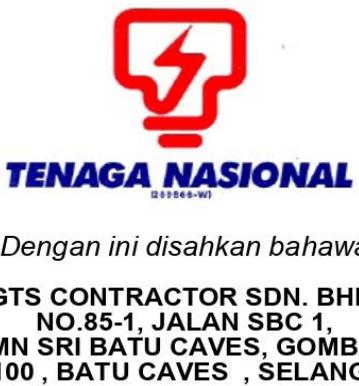 TENAGA NASIONAL
(200866-W)
Dengan ini disahkan bahawa
GTS CONTRACTOR SDN. BH
NO.85-1, JALAN SBC 1,
MN SRI BATU CAVES, GOMB
100 , BATU CAVES , SELANG